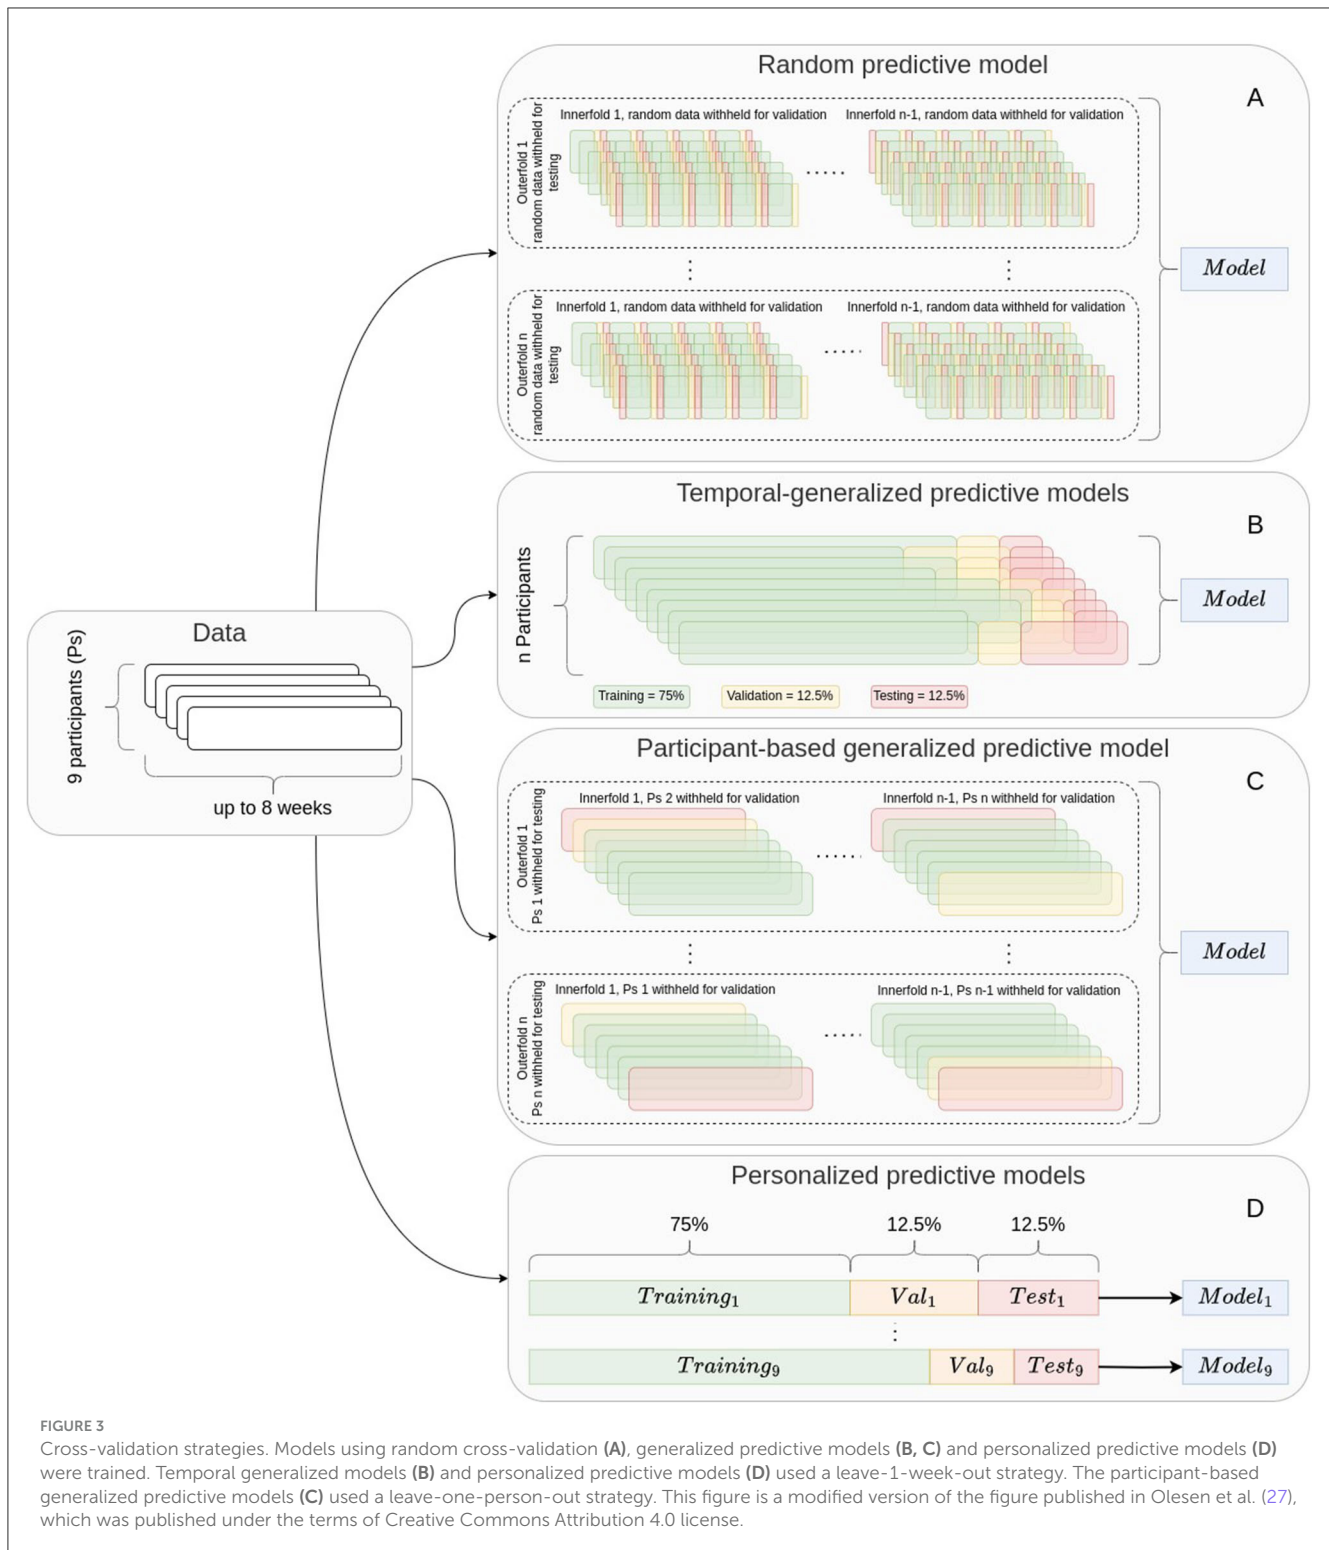 Random predictive model
A
Outerfold 1
random data withheld for
testing
Innerfold 1, random data withheld for validation
Innerfold n-1, random data withheld for validation
.....
Model
Outerfold n
random data withheld for
testing
Innerfold 1, random data withheld for validation
Innerfold n-1, random data withheld for validation
.....
Temporal-generalized predictive models
B
n Participants
Model
Training = 75%
Validation = 12.5%
Testing = 12.5%
Data
9 participants (Ps)
up to 8 weeks
Participant-based generalized predictive model
C
Outerfold 1
Ps 1 withheld for testing
Innerfold 1, Ps 2 withheld for validation
Innerfold n-1, Ps n withheld for validation
......
Model
Outerfold n
Ps n withheld for testing
Innerfold 1, Ps 1 withheld for validation
Innerfold n-1, Ps n-1 withheld for validation
.....
Personalized predictive models
D
75%
12.5%
12.5%
Training₁
Val₁
Test₁
Model₁
Training₉
Val₉
Test₉
Model₉
FIGURE 3
Cross-validation strategies. Models using random cross-validation (A), generalized predictive models (B, C) and personalized predictive models (D)
were trained. Temporal generalized models (B) and personalized predictive models (D) used a leave-1-week-out strategy. The participant-based
generalized predictive models (C) used a leave-one-person-out strategy. This figure is a modified version of the figure published in Olesen et al. (27),
which was published under the terms of Creative Commons Attribution 4.0 license.